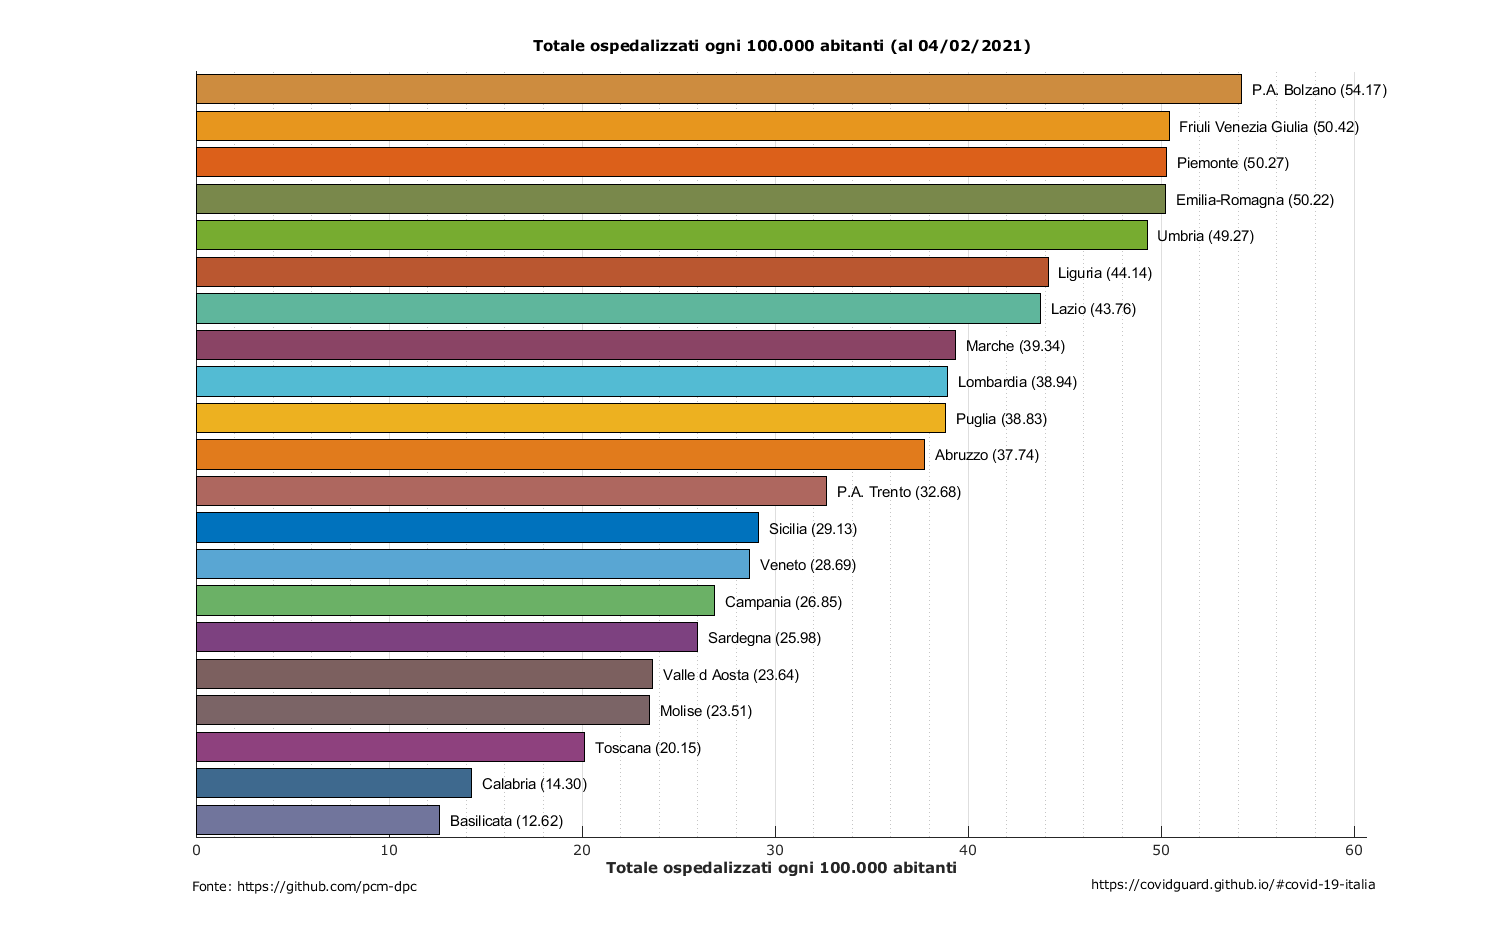 Totale ospedalizzati ogni 100.000 abitanti (al 04/02/2021)
P.A. Bolzano (54.17)
Friuli Venezia Giulia (50.42)
Piemonte (50.27)
Emilia-Romagna (50.22)
Umbria (49.27)
Liguria (44.14)
Lazio (43.76)
Marche (39.34)
Lombardia (38.94)
Puglia (38.83)
Abruzzo (37.74)
P.A. Trento (32.68)
Sicilia (29.13)
Veneto (28.69)
Campania (26.85)
Sardegna (25.98)
Valle d Aosta (23.64)
Molise (23.51)
Toscana (20.15)
Calabria (14.30)
Basilicata (12.62)
0 10 20 30 40 50 60
Totale ospedalizzati ogni 100.000 abitanti
Fonte: https://github.com/pcm-dpc
https://covidguard.github.io/#covid-19-italia